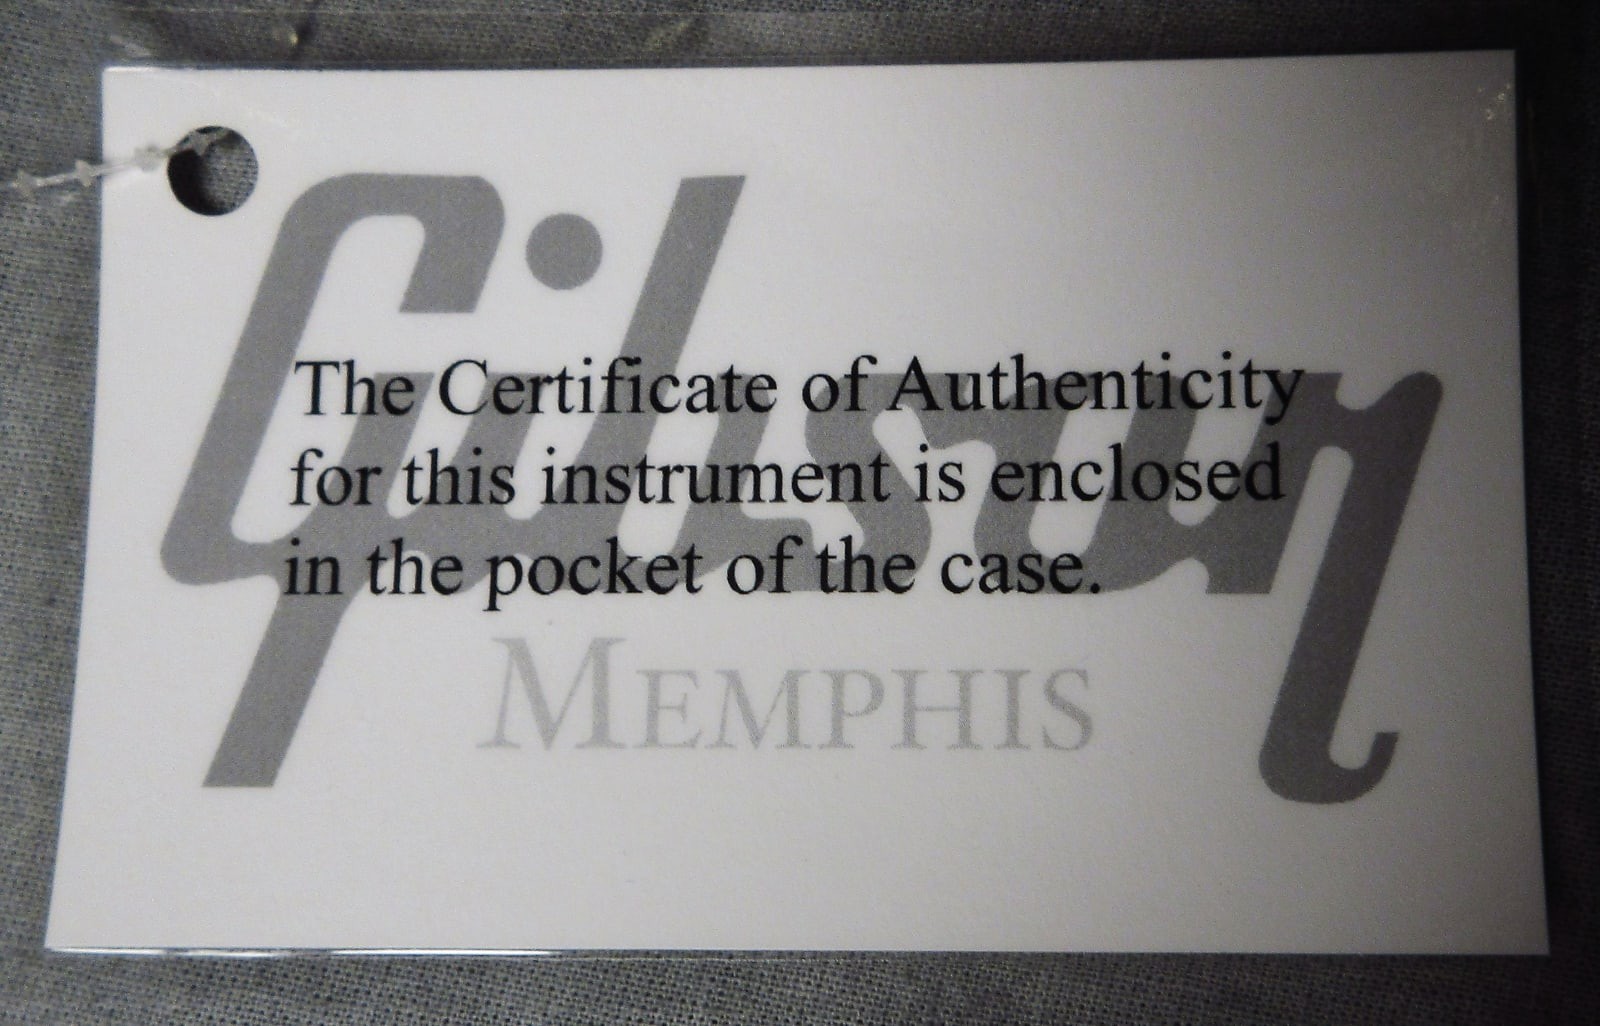 Gibson
The Certificate of Authenticity
for this instrument is enclosed
in the pocket of the case.
MEMPHIS